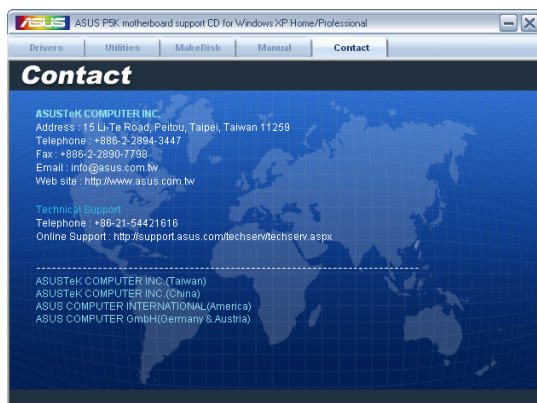 ASUS ASUS P5K motherboard support CD for Windows XP Home/Professional
Drivers Utilities MakeDisk Manual Contact
Contact
ASUSTeK COMPUTER INC.
Address : 15 Li-Te Road, Peitou, Taipei, Taiwan 11259
Telephone : +886-2-2894-3447
Fax : +886-2-2890-7798
Email : info@asus.com.tw
Web site : http://www.asus.com.tw
Technical Support:
Telephone : +86-21-54421616
Online Support : http://support.asus.com/techserv/techserv.aspx
ASUSTeK COMPUTER INC.(Taiwan)
ASUSTeK COMPUTER INC.(China)
ASUS COMPUTER INTERNATIONAL(America)
ASUS COMPUTER GmbH(Germany & Austria)